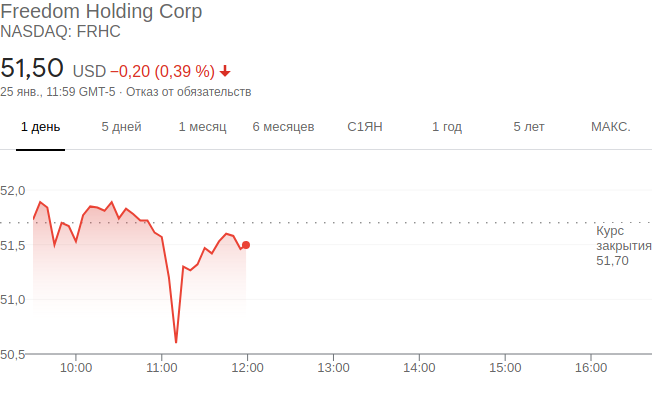 Freedom Holding Corp
NASDAQ: FRHC
51,50 USD −0,20 (0,39 %)
25 янв., 11:59 GMT-5 · Отказ от обязательств
1 день 5 дней 1 месяц 6 месяцев С1ЯН 1 год 5 лет МАКС.
52,0
Курс
закрытия
51,70
51,5
51,0
50,5
10:00 11:00 12:00 13:00 14:00 15:00 16:00